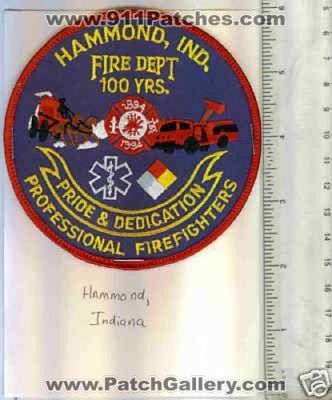 www.911Patches.com
HAMMOND, IND.
FIRE DEPT
100 YRS.
1894
1994
PRIDE & DEDICATION
PROFESSIONAL FIREFIGHTERS
Hammond,
Indiana
www.PatchGallery.com